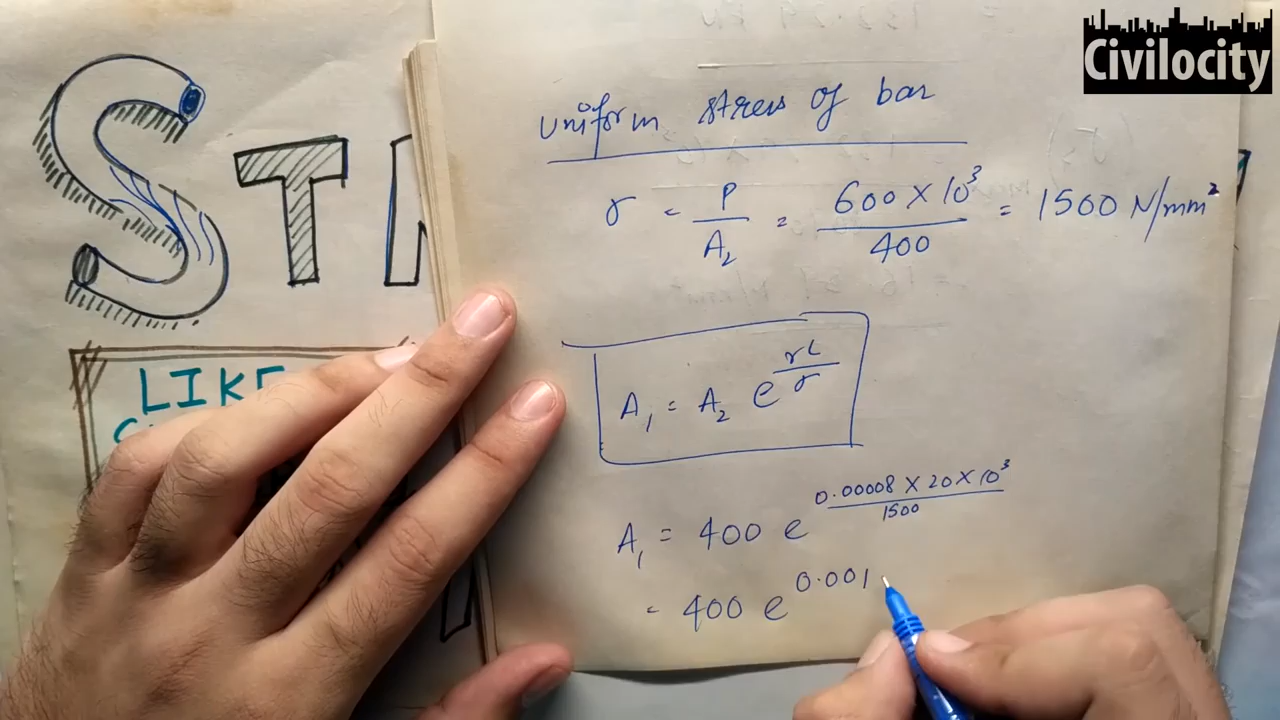 Civilocity
STR
LIKE
uniform stress of bar
σ = P/A₂ = 600 × 10³/400 = 1500 N/mm²
A₁ = A₂ e^(γL/σ)
A₁ = 400 e^(0.00008 × 20 × 10³/1500)
= 400 e^0.001